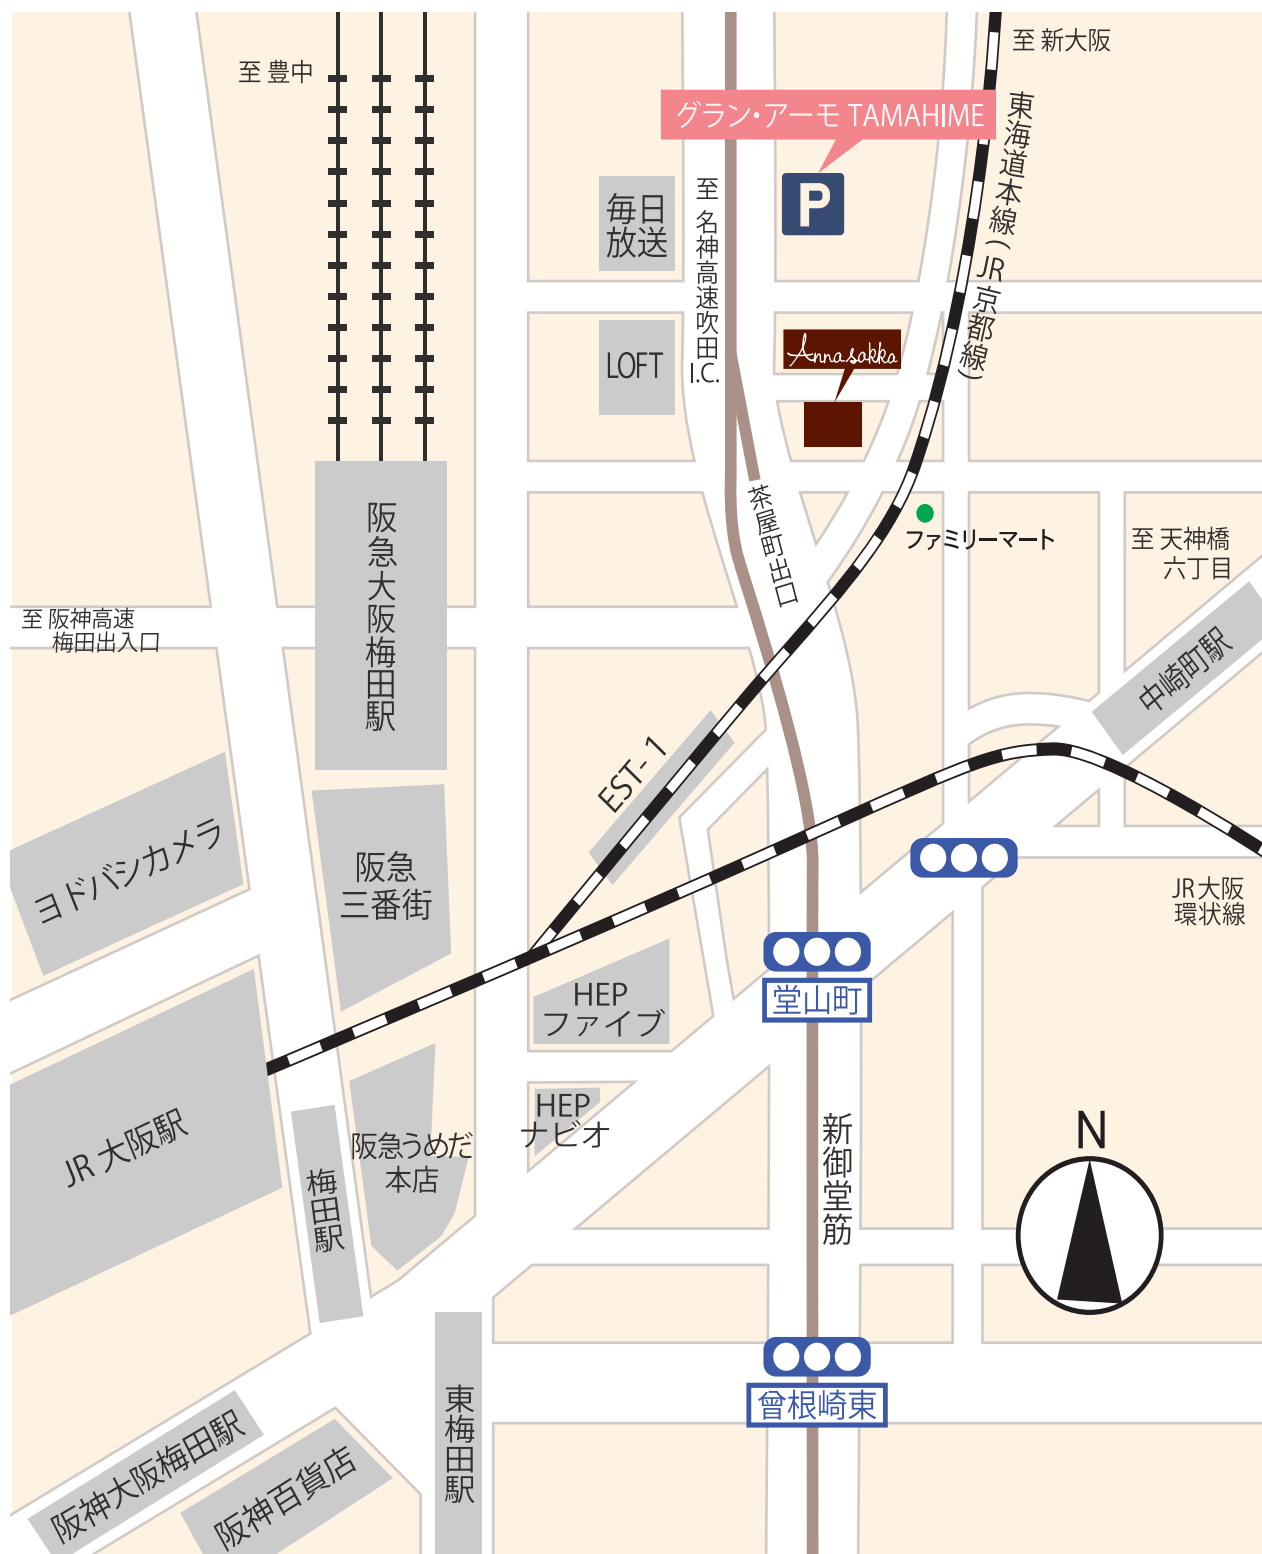 至 新大阪
至 豊中
グラン・アーモ TAMAHIME
東海道本線(JR京都線)
P
至 名神高速吹田I.C.
毎日
放送
LOFT
Annasakka
茶屋町出口
ファミリーマート
至 天神橋
六丁目
阪急大阪梅田駅
至 阪神高速
梅田出入口
中崎町駅
EST-1
ヨドバシカメラ
阪急
三番街
JR 大阪
環状線
HEP
ファイブ
堂山町
HEP
ナビオ
JR 大阪駅
阪急うめだ
本店
梅田駅
新御堂筋
N
曾根崎東
東梅田駅
阪神大阪梅田駅
阪神百貨店